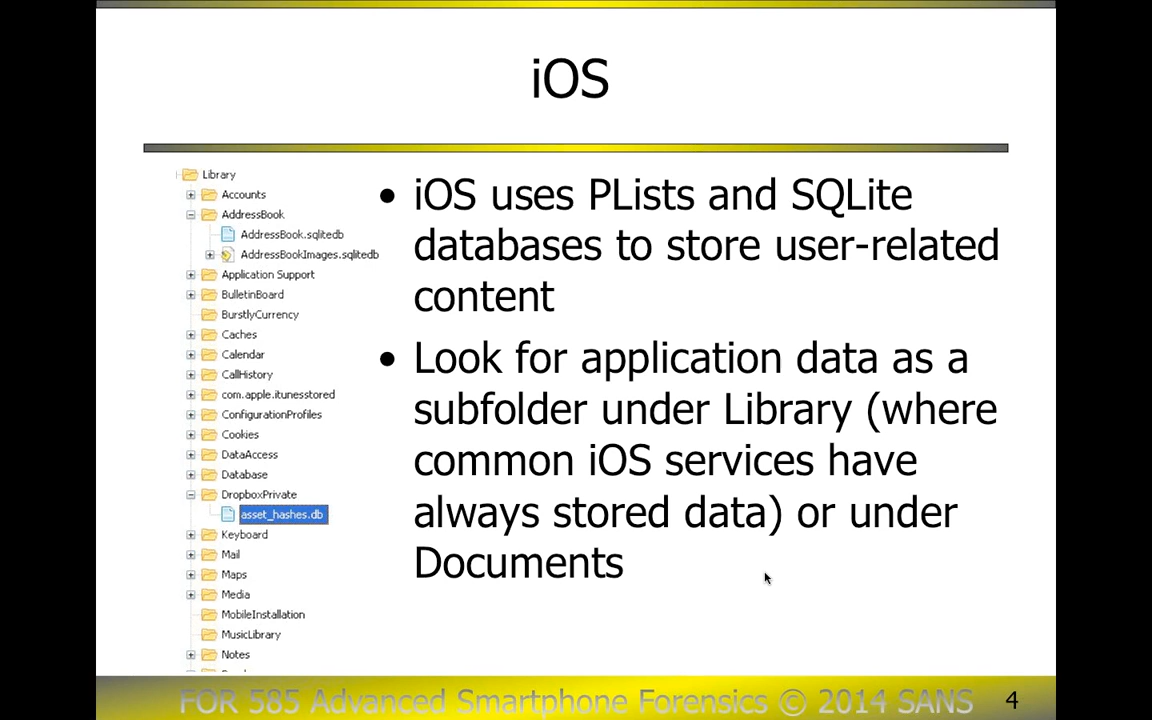 iOS
Library
Accounts
AddressBook
AddressBook.sqlitedb
AddressBookImages.sqlitedb
Application Support
BulletinBoard
BurstlyCurrency
Caches
Calendar
CallHistory
com.apple.itunesstored
ConfigurationProfiles
Cookies
DataAccess
Database
DropboxPrivate
asset_hashes.db
Keyboard
Mail
Maps
Media
MobileInstallation
MusicLibrary
Notes
• iOS uses PLists and SQLite
databases to store user-related
content
• Look for application data as a
subfolder under Library (where
common iOS services have
always stored data) or under
Documents
FOR 585 Advanced Smartphone Forensics © 2014 SANS
4